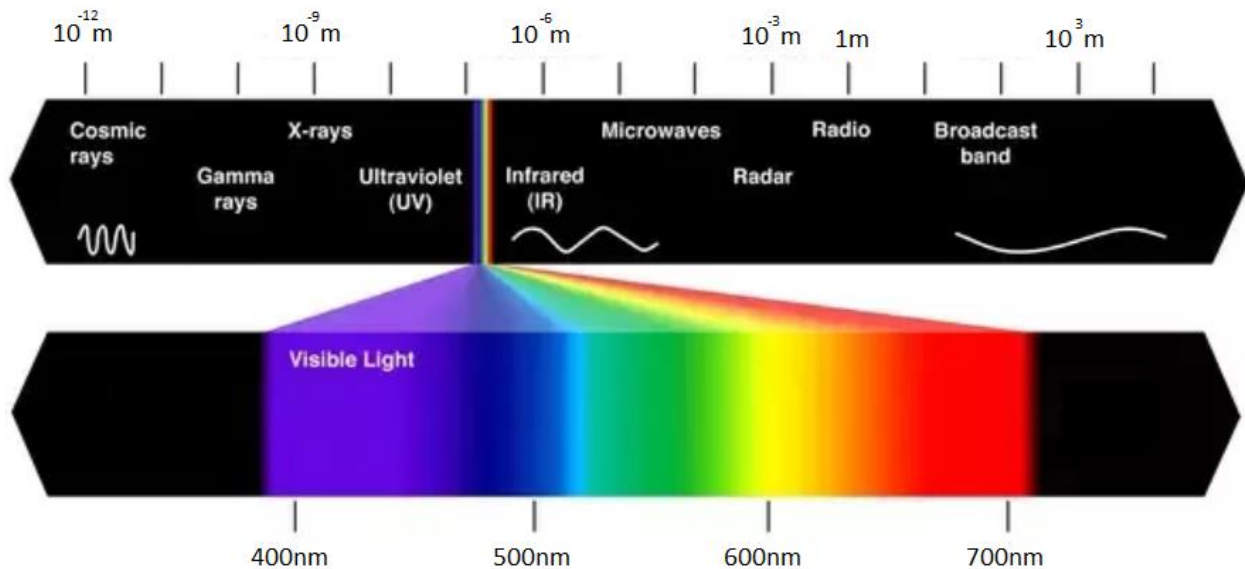 10⁻¹²m 10⁻⁹m 10⁻⁶m 10⁻³m 1m 10³m
Cosmic
rays
X-rays
Microwaves
Radio
Broadcast
band
Gamma
rays
Ultraviolet
(UV)
Infrared
(IR)
Radar
Visible Light
400nm 500nm 600nm 700nm